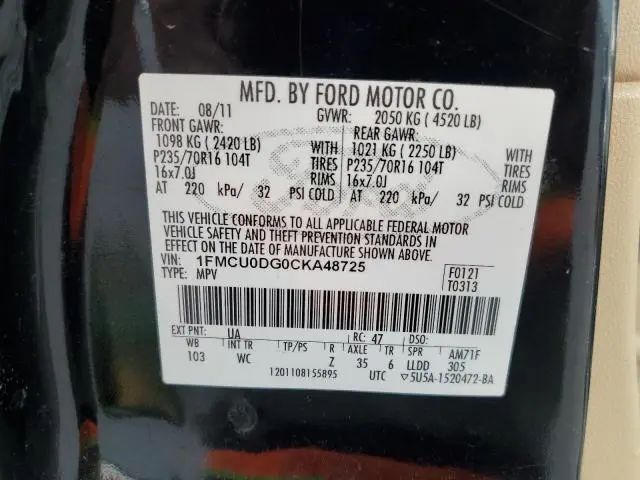 MFD. BY FORD MOTOR CO.
DATE: 08/11 GVWR: 2050 KG ( 4520 LB)
FRONT GAWR: REAR GAWR:
1098 KG ( 2420 LB) WITH 1021 KG ( 2250 LB) WITH
P235/70R16 104T TIRES P235/70R16 104T TIRES
16x7.0J RIMS 16x7.0J RIMS
AT 220 kPa/ 32 PSI COLD AT 220 kPa/ 32 PSI COLD
Ford
THIS VEHICLE CONFORMS TO ALL APPLICABLE FEDERAL MOTOR
VEHICLE SAFETY AND THEFT PREVENTION STANDARDS IN
EFFECT ON THE DATE OF MANUFACTURE SHOWN ABOVE.
VIN: 1FMCU0DG0CKA48725 F0121
TYPE: MPV T0313
EXT PNT: UA RC: 47 DSO:
WB INT TR TP/PS R AXLE TR SPR AM71F
103 WC Z 35 6 LLDD 305
1201108155895 UTC ▽5U5A-1520472-BA